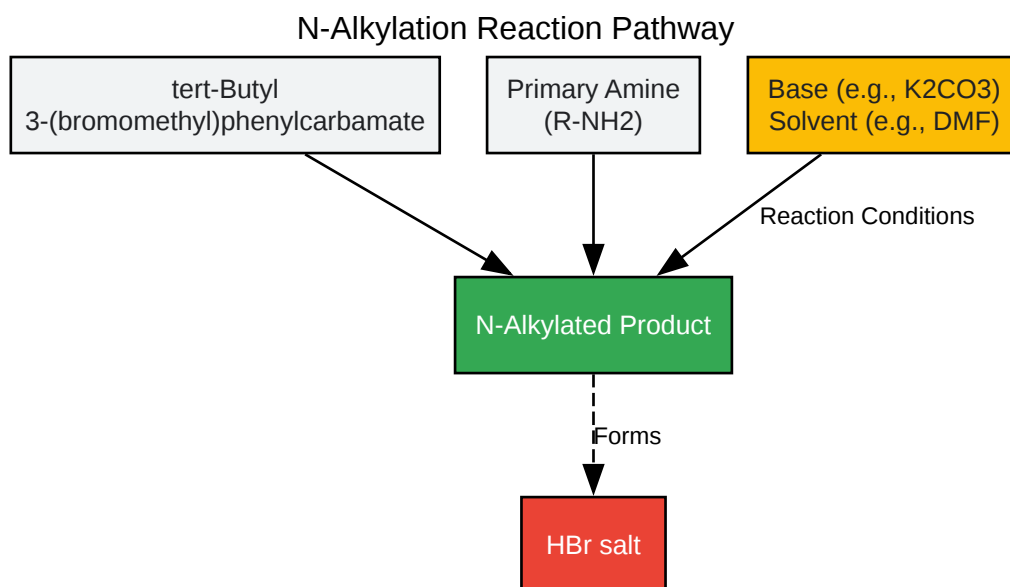 N-Alkylation Reaction Pathway
tert-Butyl
3-(bromomethyl)phenylcarbamate
Primary Amine
(R-NH2)
Base (e.g., K2CO3)
Solvent (e.g., DMF)
Reaction Conditions
N-Alkylated Product
Forms
HBr salt